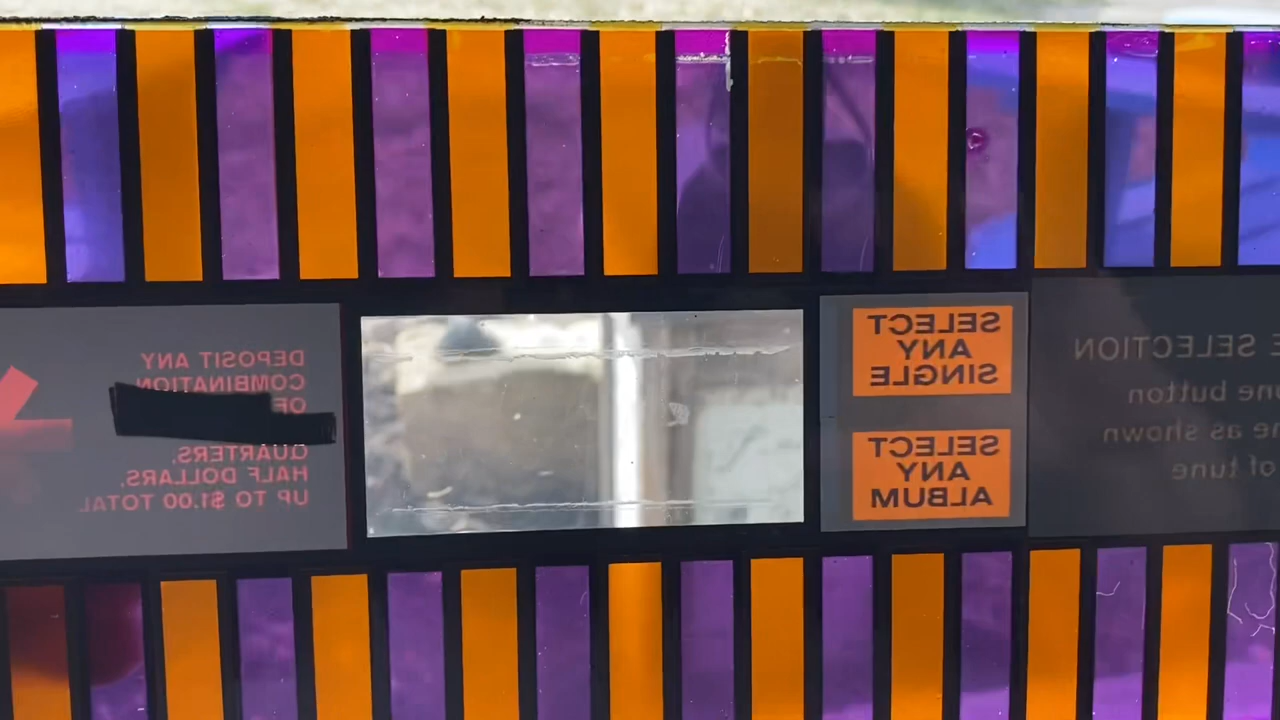 DEPOSIT ANY
COMBINATION
OF
QUARTERS,
HALF DOLLARS,
UP TO $1.00 TOTAL
SELECT
ANY
SINGLE
SELECT
ANY
ALBUM
E SELECTION
ne button
ne as shown
of tune